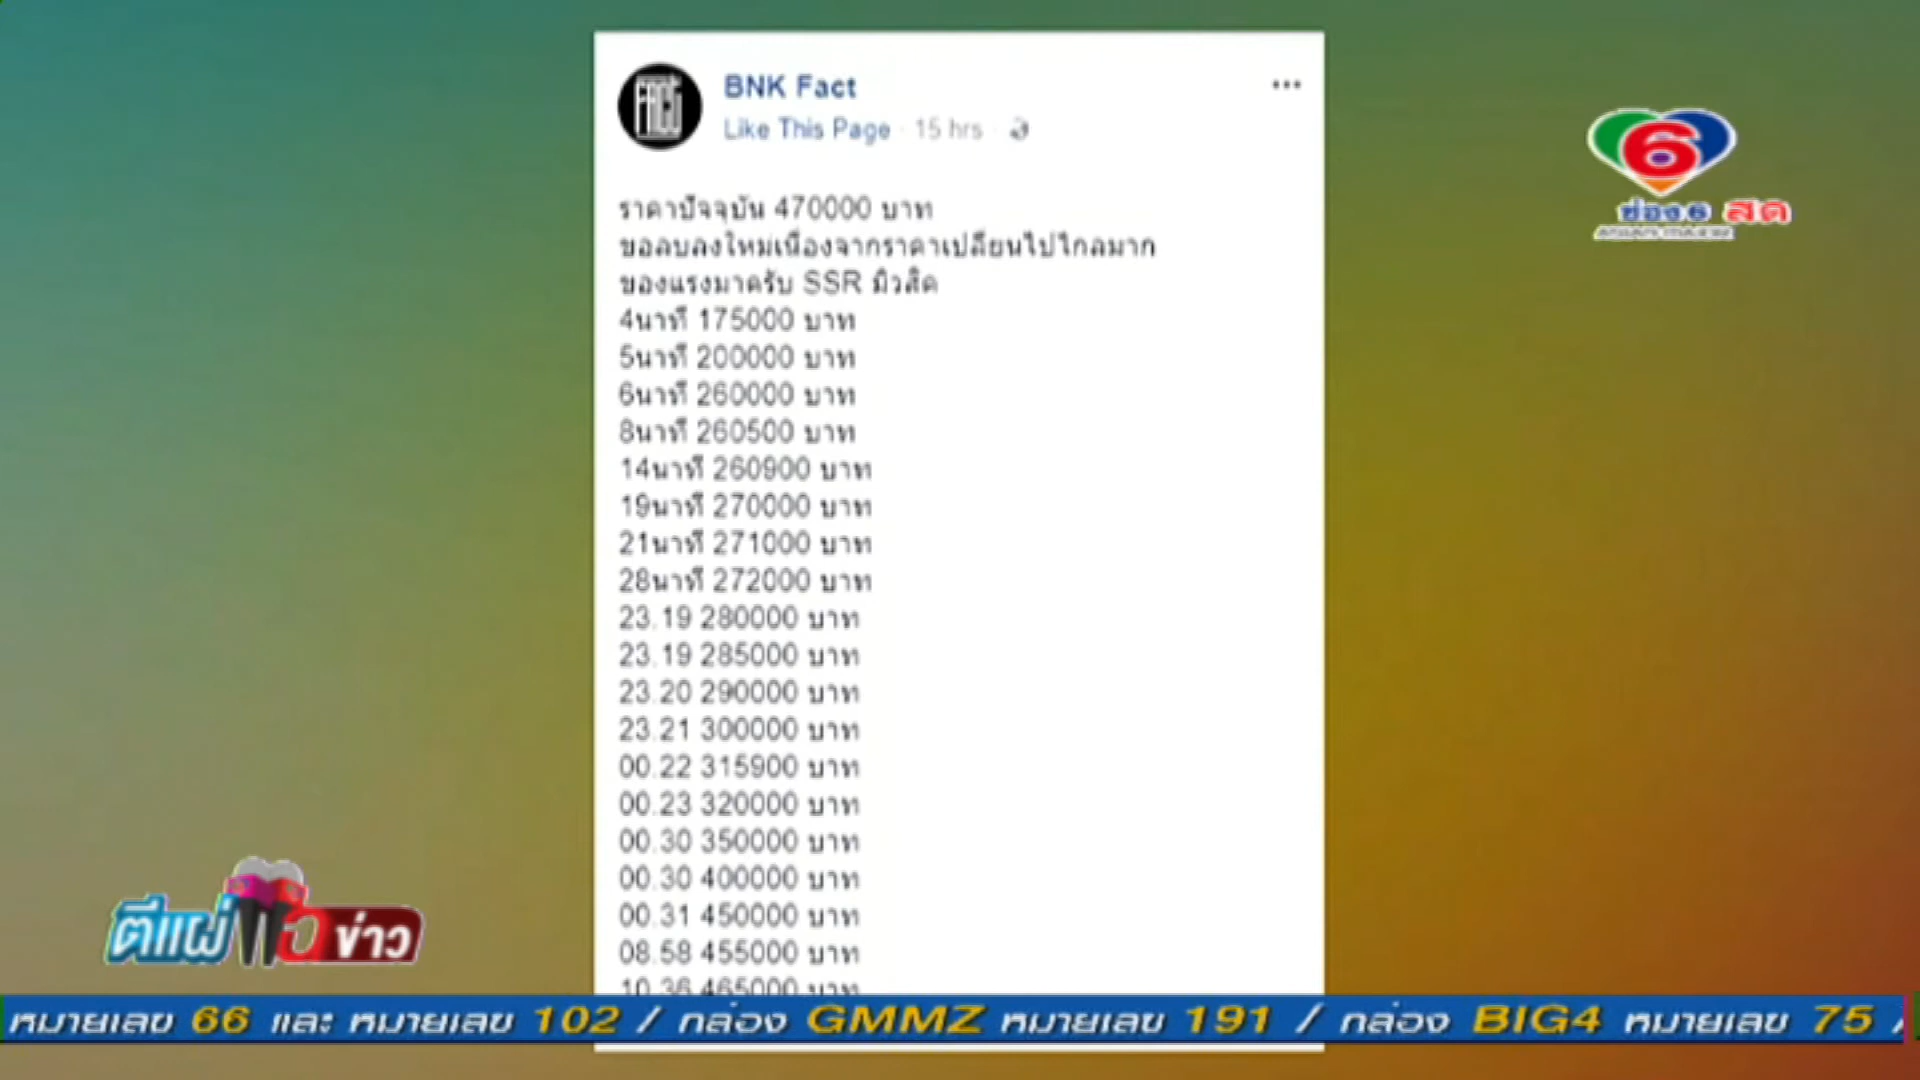 BNK Fact
Like This Page · 15 hrs ·
ราคาปัจจุบัน 470000 บาท
ขอลบลงใหม่เนื่องจากราคาเปลี่ยนไปไกลมาก
ของแรงมาครับ SSR มิวสิค
4นาที 175000 บาท
5นาที 200000 บาท
6นาที 260000 บาท
8นาที 260500 บาท
14นาที 260900 บาท
19นาที 270000 บาท
21นาที 271000 บาท
28นาที 272000 บาท
23.19 280000 บาท
23.19 285000 บาท
23.20 290000 บาท
23.21 300000 บาท
00.22 315900 บาท
00.23 320000 บาท
00.30 350000 บาท
00.30 400000 บาท
00.31 450000 บาท
08.58 455000 บาท
10.36 465000 บาท
FACT
6
ช่อง 6 สด
ตีแผ่หัวข่าว
หมายเลข 66 และ หมายเลข 102 / กล่อง GMMZ หมายเลข 191 / กล่อง BIG4 หมายเลข 75 /